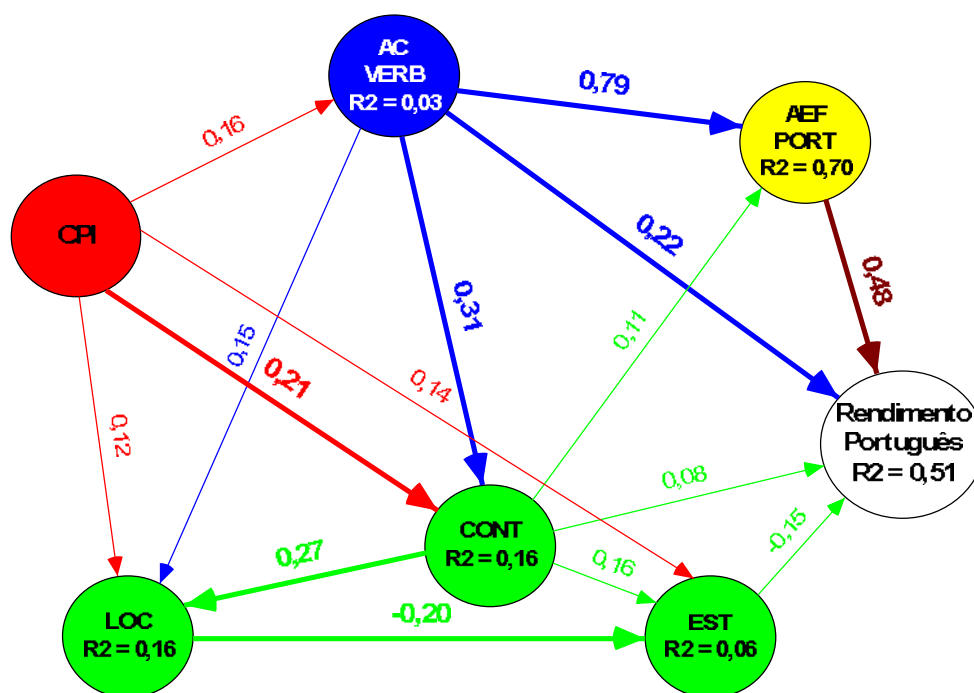 AC
VERB
R2 = 0,03
0,79
AEF
PORT
R2 = 0,70
0,16
CPI
0,22
0,48
0,31
0,11
0,15
0,21
0,14
0,12
Rendimento
Português
R2 = 0,51
0,08
CONT
R2 = 0,16
-0,15
0,27
0,16
-0,20
LOC
R2 = 0,16
EST
R2 = 0,06